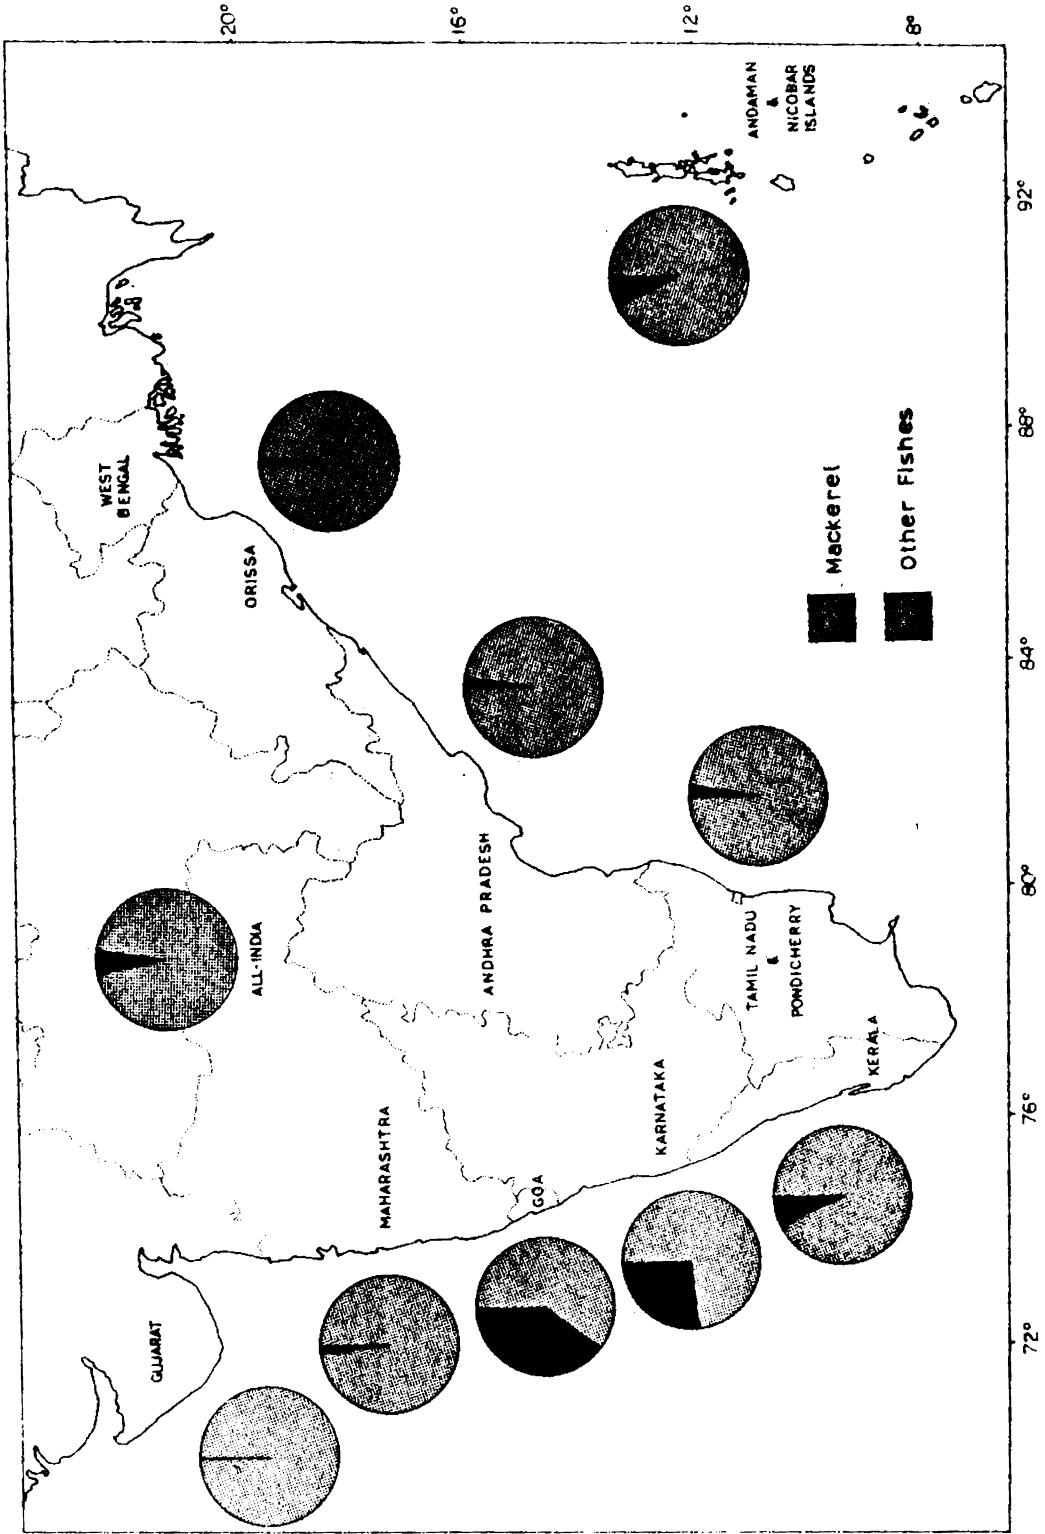 20°
16°
12°
8°
ANDAMAN
&
NICOBAR
ISLANDS
92°
88°
84°
80°
76°
72°
WEST
BENGAL
ORISSA
Mackerel
Other Fishes
ALL-INDIA
ANDHRA PRADESH
TAMIL NADU
&
PONDICHERRY
KERALA
KARNATAKA
MAHARASHTRA
GOA
GUJARAT